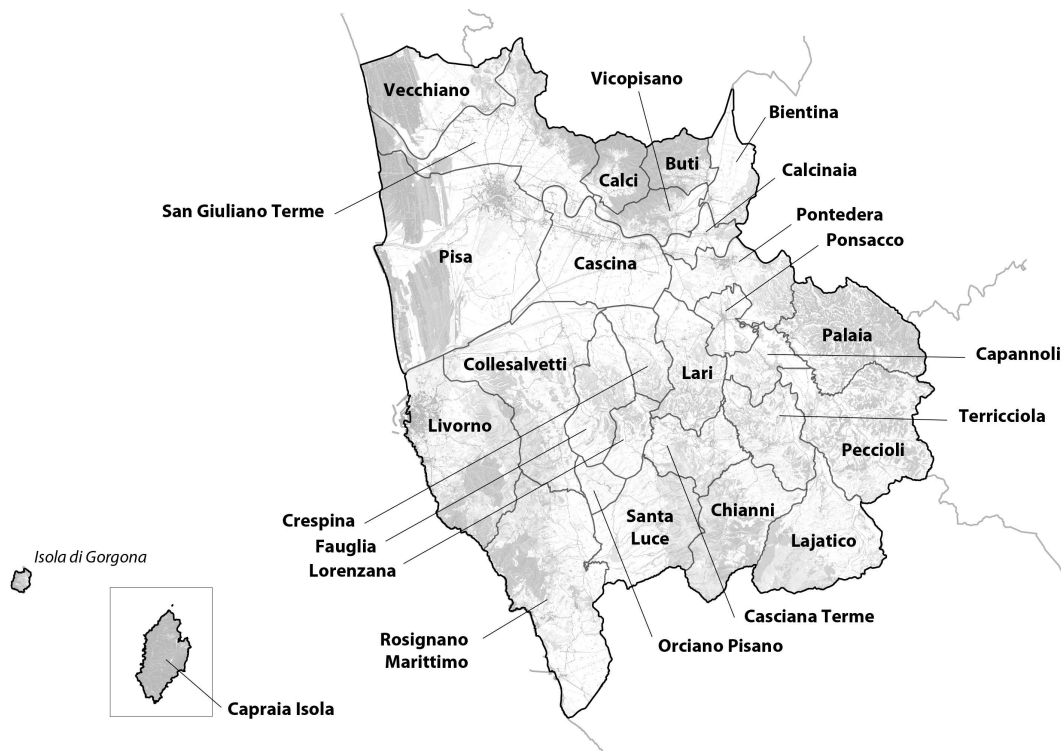 Vicopisano
Vecchiano
Bientina
Buti
Calcinaia
Calci
San Giuliano Terme
Pontedera
Ponsacco
Pisa
Cascina
Palaia
Capannoli
Collesalvetti
Lari
Terricciola
Livorno
Peccioli
Crespina
Santa
Luce
Chianni
Fauglia
Lajatico
Lorenzana
Isola di Gorgona
Casciana Terme
Rosignano
Marittimo
Orciano Pisano
Capraia Isola